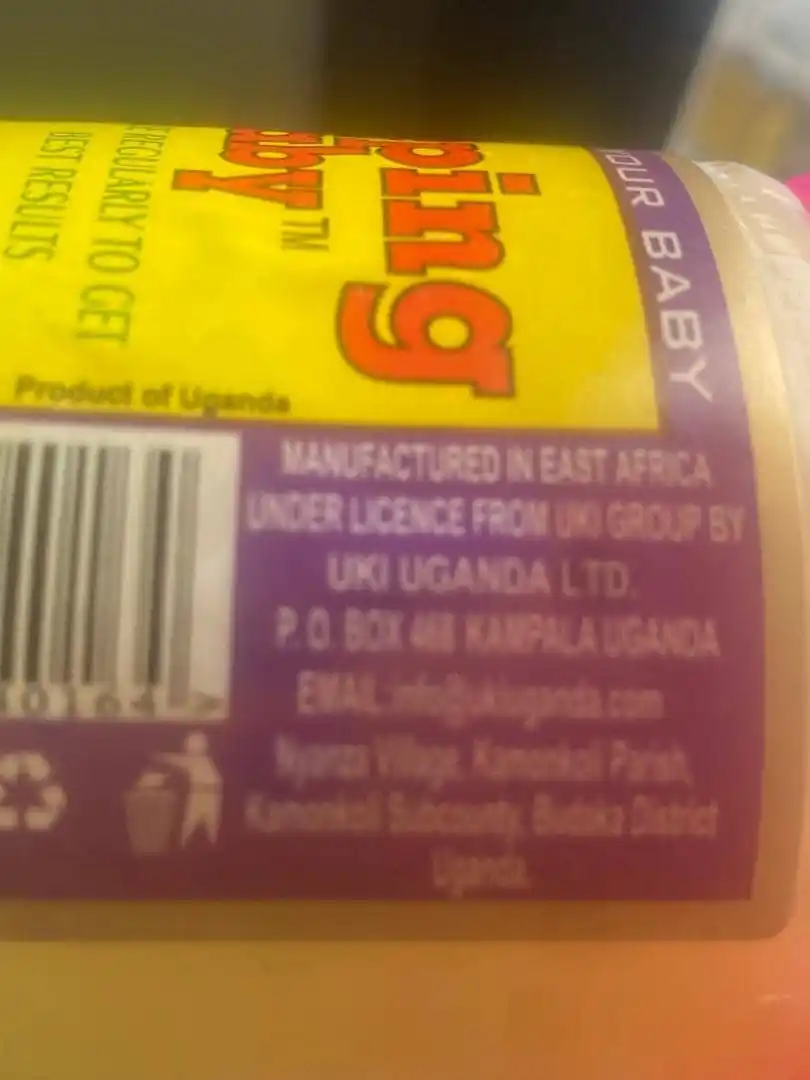 YOUR BABY
ping
aby™
REGULARLY TO GET
BEST RESULTS
Product of Uganda
MANUFACTURED IN EAST AFRICA
UNDER LICENCE FROM UKI GROUP BY
UKI UGANDA LTD.
P. O. BOX 468 KAMPALA UGANDA
EMAIL:info@ukiuganda.com
Nyanza Village, Kamonkoli Parish,
Kamonkoli Subcounty, Budaka District
Uganda.